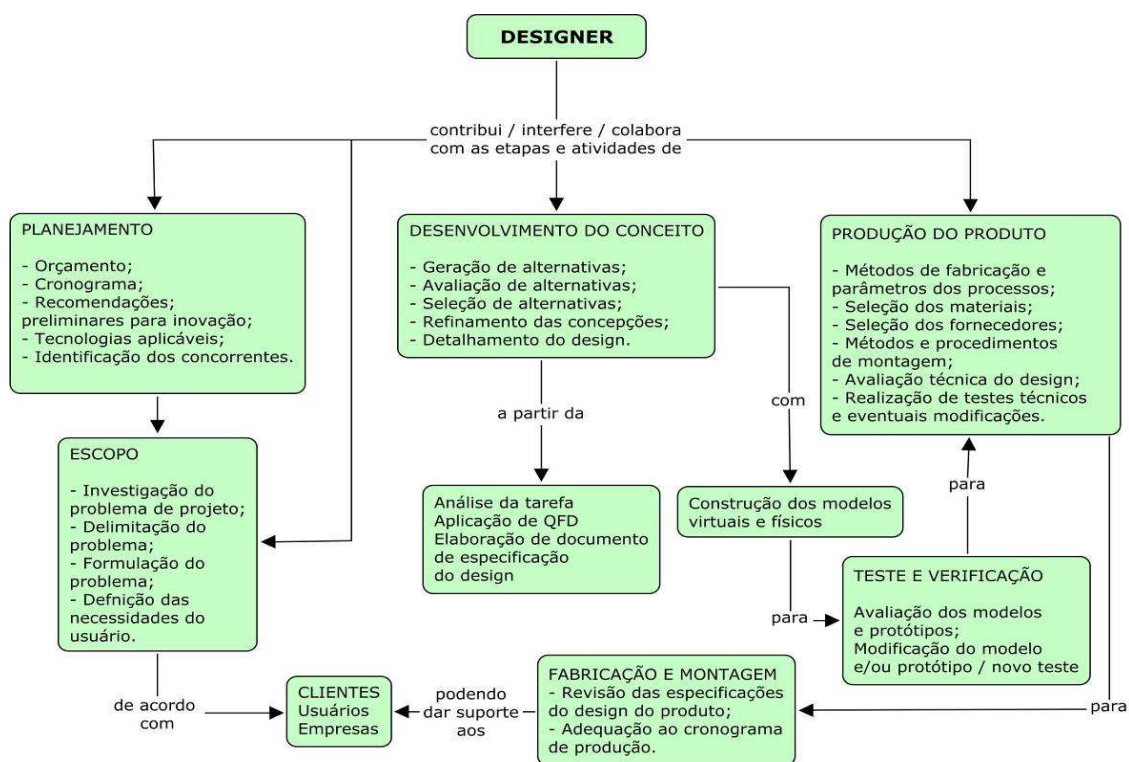 DESIGNER
contribui / interfere / colabora
com as etapas e atividades de
PLANEJAMENTO
- Orçamento;
- Cronograma;
- Recomendações
preliminares para inovação;
- Tecnologias aplicáveis;
- Identificação dos concorrentes.
DESENVOLVIMENTO DO CONCEITO
- Geração de alternativas;
- Avaliação de alternativas;
- Seleção de alternativas;
- Refinamento das concepções;
- Detalhamento do design.
PRODUÇÃO DO PRODUTO
- Métodos de fabricação e
parâmetros dos processos;
- Seleção dos materiais;
- Seleção dos fornecedores;
- Métodos e procedimentos
de montagem;
- Avaliação técnica do design;
- Realização de testes técnicos
e eventuais modificações.
a partir da
com
ESCOPO
- Investigação do
problema de projeto;
- Delimitação do
problema;
- Formulação do
problema;
- Defnição das
necessidades do
usuário.
Análise da tarefa
Aplicação de QFD
Elaboração de documento
de especificação
do design
Construção dos modelos
virtuais e físicos
para
TESTE E VERIFICAÇÃO
Avaliação dos modelos
e protótipos;
Modificação do modelo
e/ou protótipo / novo teste
para
de acordo
com
CLIENTES
Usuários
Empresas
podendo
dar suporte
aos
FABRICAÇÃO E MONTAGEM
- Revisão das especificações
do design do produto;
- Adequação ao cronograma
de produção.
para